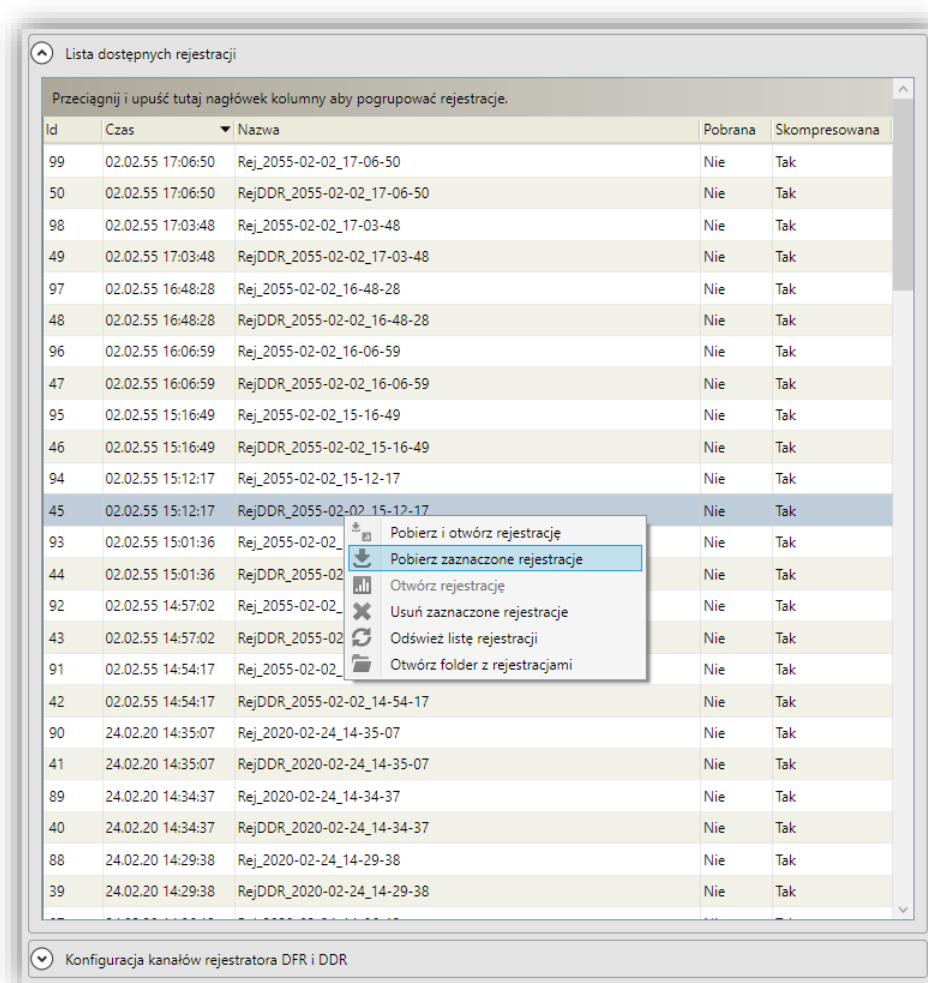 Lista dostępnych rejestracji
Przeciągnij i upuść tutaj nagłówek kolumny aby pogrupować rejestracje.
Id Czas Nazwa Pobrana Skompresowana
99 02.02.55 17:06:50 Rej_2055-02-02_17-06-50 Nie Tak
50 02.02.55 17:06:50 RejDDR_2055-02-02_17-06-50 Nie Tak
98 02.02.55 17:03:48 Rej_2055-02-02_17-03-48 Nie Tak
49 02.02.55 17:03:48 RejDDR_2055-02-02_17-03-48 Nie Tak
97 02.02.55 16:48:28 Rej_2055-02-02_16-48-28 Nie Tak
48 02.02.55 16:48:28 RejDDR_2055-02-02_16-48-28 Nie Tak
96 02.02.55 16:06:59 Rej_2055-02-02_16-06-59 Nie Tak
47 02.02.55 16:06:59 RejDDR_2055-02-02_16-06-59 Nie Tak
95 02.02.55 15:16:49 Rej_2055-02-02_15-16-49 Nie Tak
46 02.02.55 15:16:49 RejDDR_2055-02-02_15-16-49 Nie Tak
94 02.02.55 15:12:17 Rej_2055-02-02_15-12-17 Nie Tak
45 02.02.55 15:12:17 RejDDR_2055-02-02_15-12-17 Nie Tak
93 02.02.55 15:01:36 Rej_2055-02-02_ Nie Tak
44 02.02.55 15:01:36 RejDDR_2055-02 Nie Tak
92 02.02.55 14:57:02 Rej_2055-02-02_ Nie Tak
43 02.02.55 14:57:02 RejDDR_2055-02 Nie Tak
91 02.02.55 14:54:17 Rej_2055-02-02_ Nie Tak
Pobierz i otwórz rejestrację
Pobierz zaznaczone rejestracje
Otwórz rejestrację
Usuń zaznaczone rejestracje
Odśwież listę rejestracji
Otwórz folder z rejestracjami
42 02.02.55 14:54:17 RejDDR_2055-02-02_14-54-17 Nie Tak
90 24.02.20 14:35:07 Rej_2020-02-24_14-35-07 Nie Tak
41 24.02.20 14:35:07 RejDDR_2020-02-24_14-35-07 Nie Tak
89 24.02.20 14:34:37 Rej_2020-02-24_14-34-37 Nie Tak
40 24.02.20 14:34:37 RejDDR_2020-02-24_14-34-37 Nie Tak
88 24.02.20 14:29:38 Rej_2020-02-24_14-29-38 Nie Tak
39 24.02.20 14:29:38 RejDDR_2020-02-24_14-29-38 Nie Tak
Konfiguracja kanałów rejestratora DFR i DDR